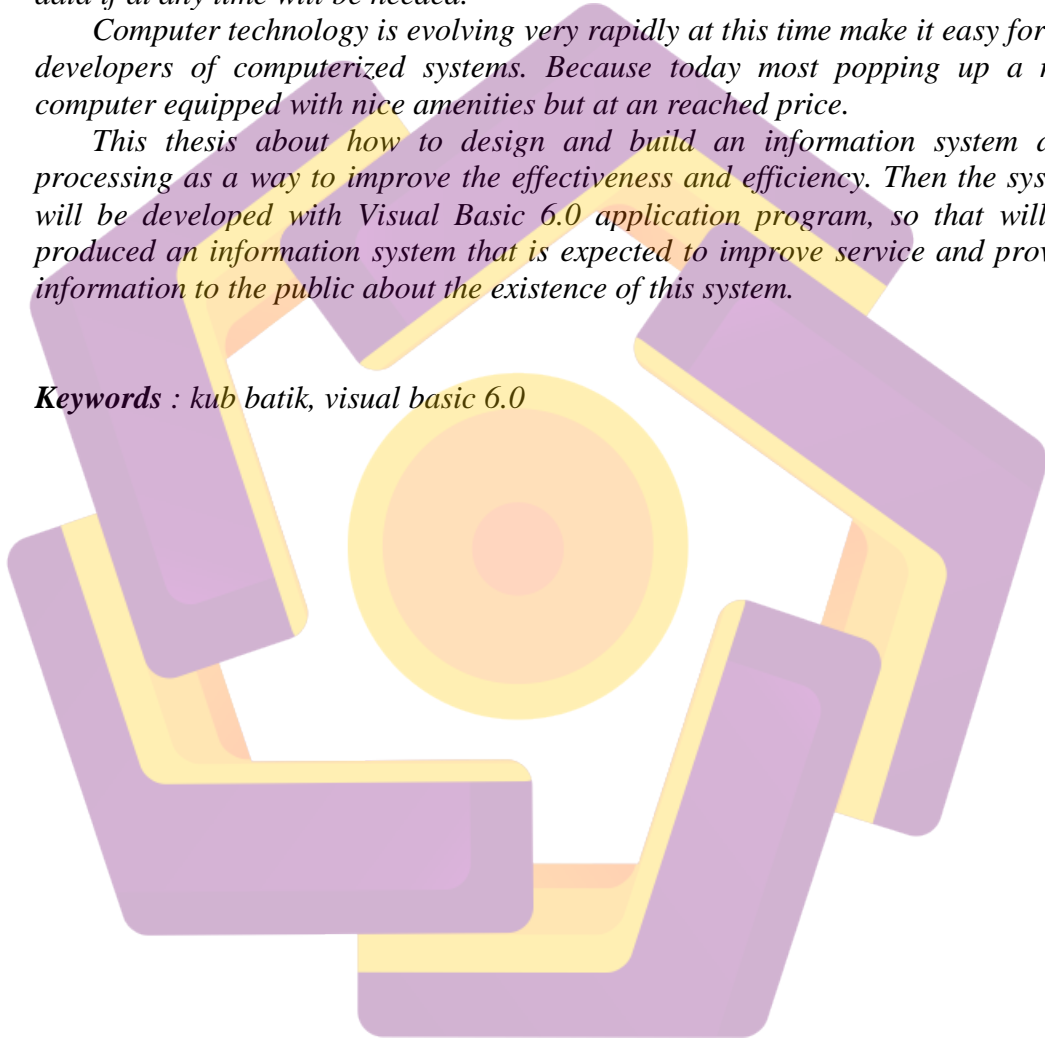 data if at any time will be needed.
Computer technology is evolving very rapidly at this time make it easy for
developers of computerized systems. Because today most popping up a
computer equipped with nice amenities but at an reached price.
This thesis about how to design and build an information system
processing as a way to improve the effectiveness and efficiency. Then the
will be developed with Visual Basic 6.0 application program, so that will
produced an information system that is expected to improve service and
information to the public about the existence of this system.
Keywords : kub batik, visual basic 6.0